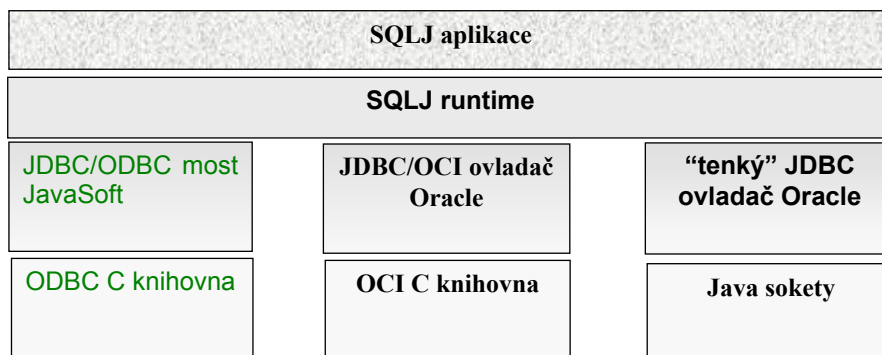 SQLJ aplikace
SQLJ runtime
JDBC/ODBC most
JavaSoft
JDBC/OCI ovladač
Oracle
“tenký” JDBC
ovladač Oracle
ODBC C knihovna
OCI C knihovna
Java sokety